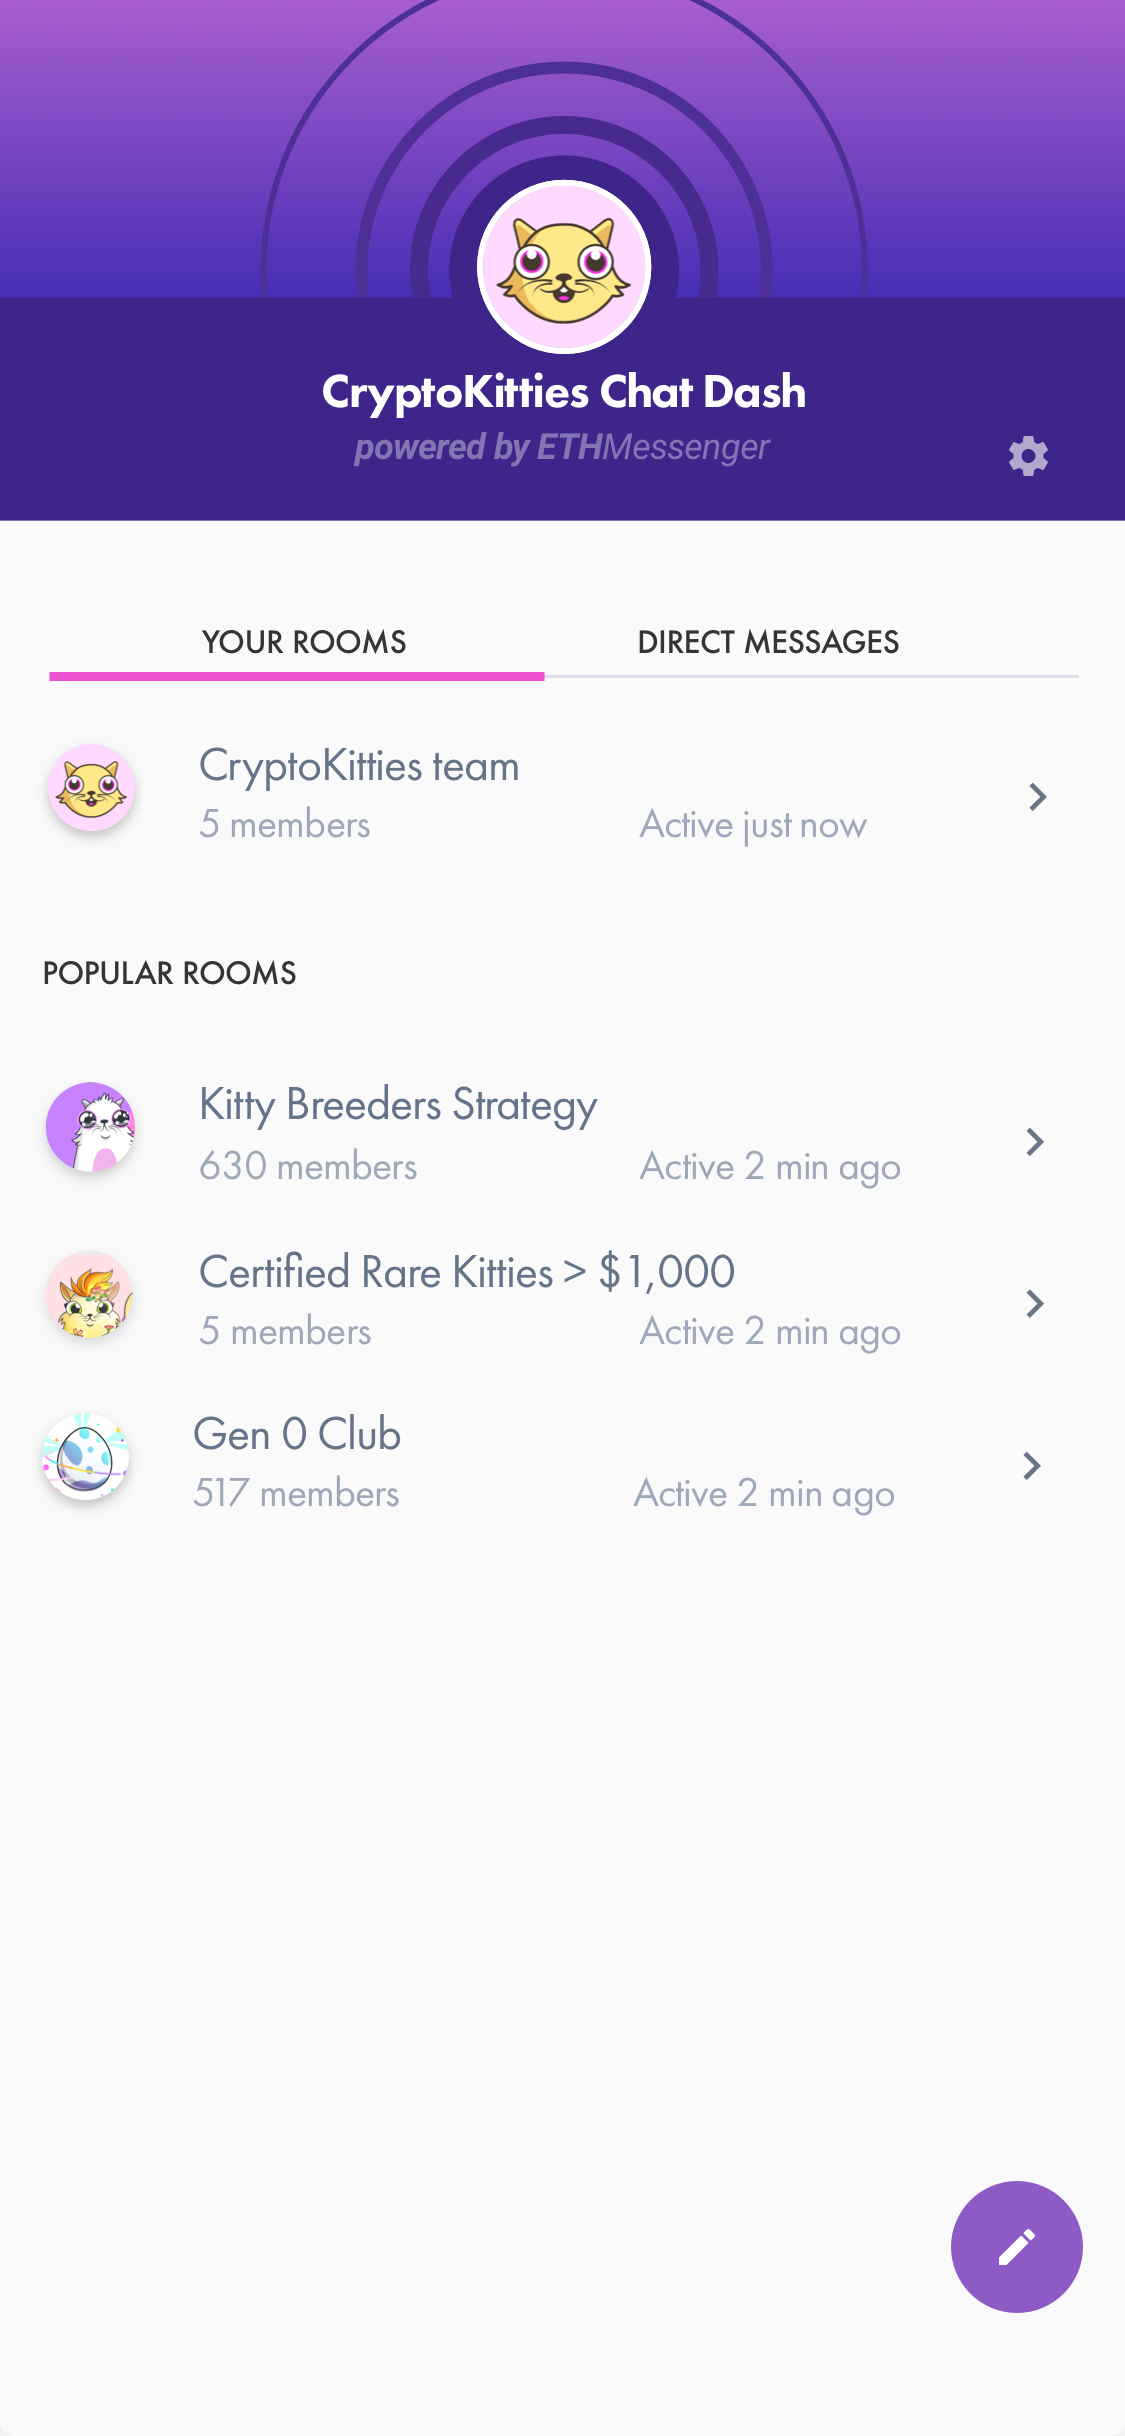 CryptoKitties Chat Dash
powered by ETHMessenger
YOUR ROOMS DIRECT MESSAGES
CryptoKitties team
5 members Active just now
POPULAR ROOMS
Kitty Breeders Strategy
630 members Active 2 min ago
Certified Rare Kitties > $1,000
5 members Active 2 min ago
Gen 0 Club
517 members Active 2 min ago